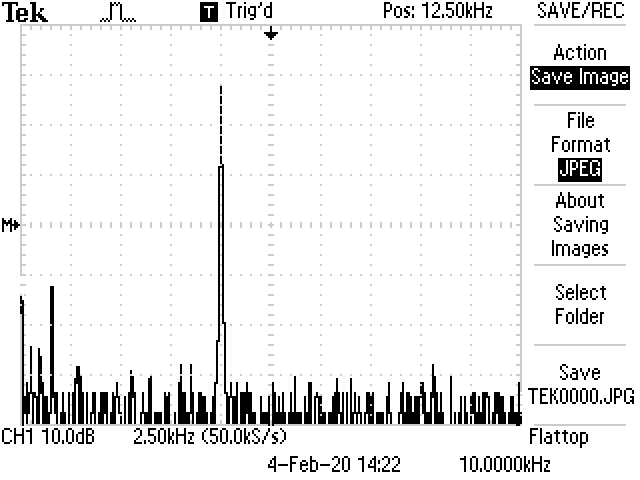 Tek
T Trig'd
Pos: 12.50kHz
SAVE/REC
Action
Save Image
File
Format
JPEG
About
Saving
Images
Select
Folder
Save
TEK0000.JPG
M
CH1 10.0dB
2.50kHz (50.0kS/s)
Flattop
4-Feb-20 14:22
10.0000kHz